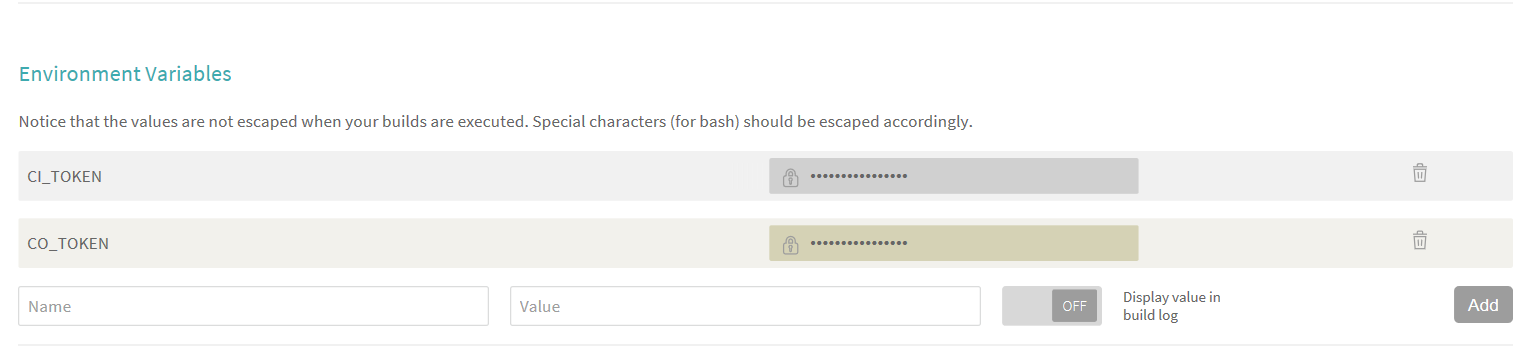 Environment Variables
Notice that the values are not escaped when your builds are executed. Special characters (for bash) should be escaped accordingly.
CI_TOKEN ••••••••••••••••
CO_TOKEN ••••••••••••••••
Name Value OFF Display value in
build log Add